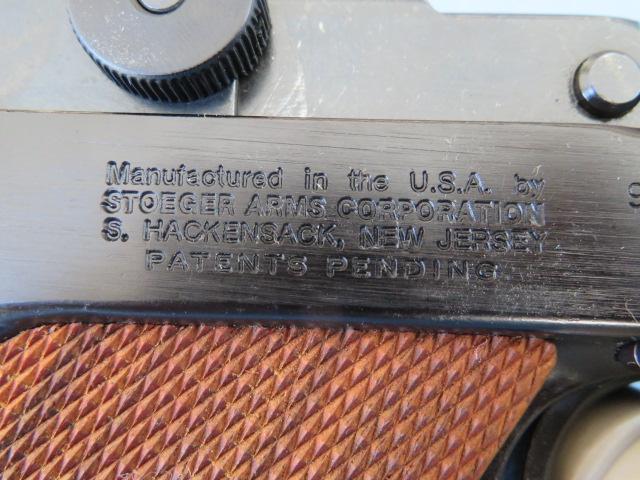 Manufactured in the U.S.A. by
STOEGER ARMS CORPORATION
S. HACKENSACK, NEW JERSEY
PATENTS PENDING